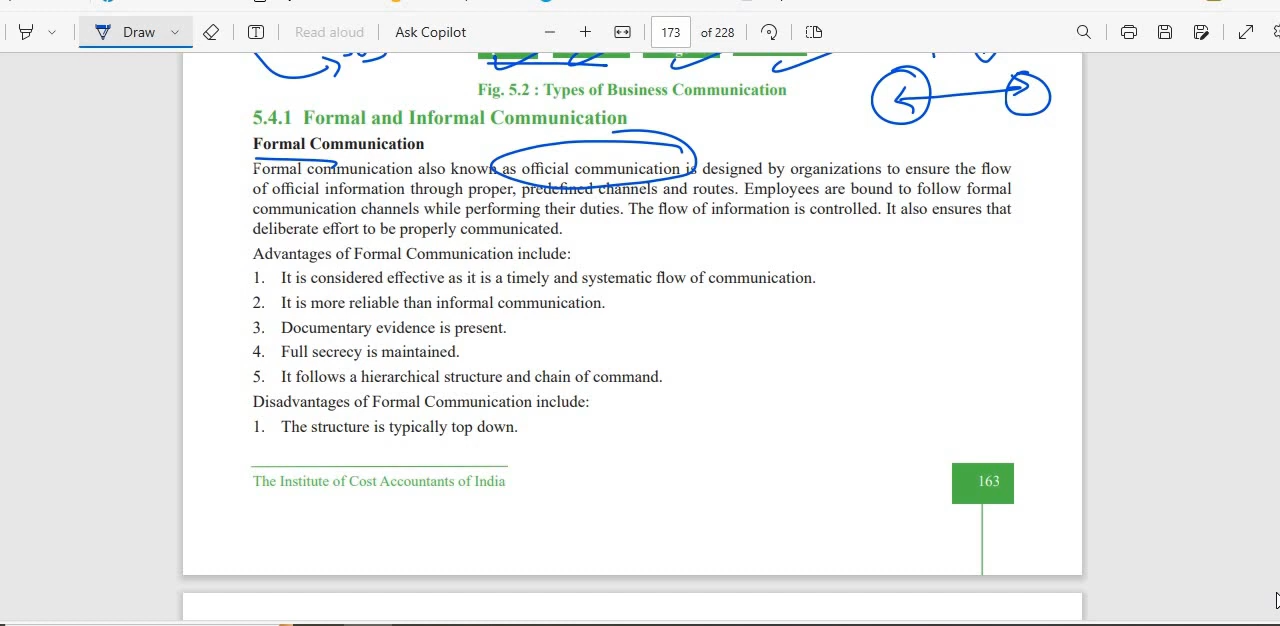 Draw
Read aloud
Ask Copilot
173 of 228
Fig. 5.2 : Types of Business Communication
5.4.1 Formal and Informal Communication
Formal Communication
Formal communication also known as official communication is designed by organizations to ensure the flow
of official information through proper, predefined channels and routes. Employees are bound to follow formal
communication channels while performing their duties. The flow of information is controlled. It also ensures that
deliberate effort to be properly communicated.
Advantages of Formal Communication include:
1. It is considered effective as it is a timely and systematic flow of communication.
2. It is more reliable than informal communication.
3. Documentary evidence is present.
4. Full secrecy is maintained.
5. It follows a hierarchical structure and chain of command.
Disadvantages of Formal Communication include:
1. The structure is typically top down.
The Institute of Cost Accountants of India
163